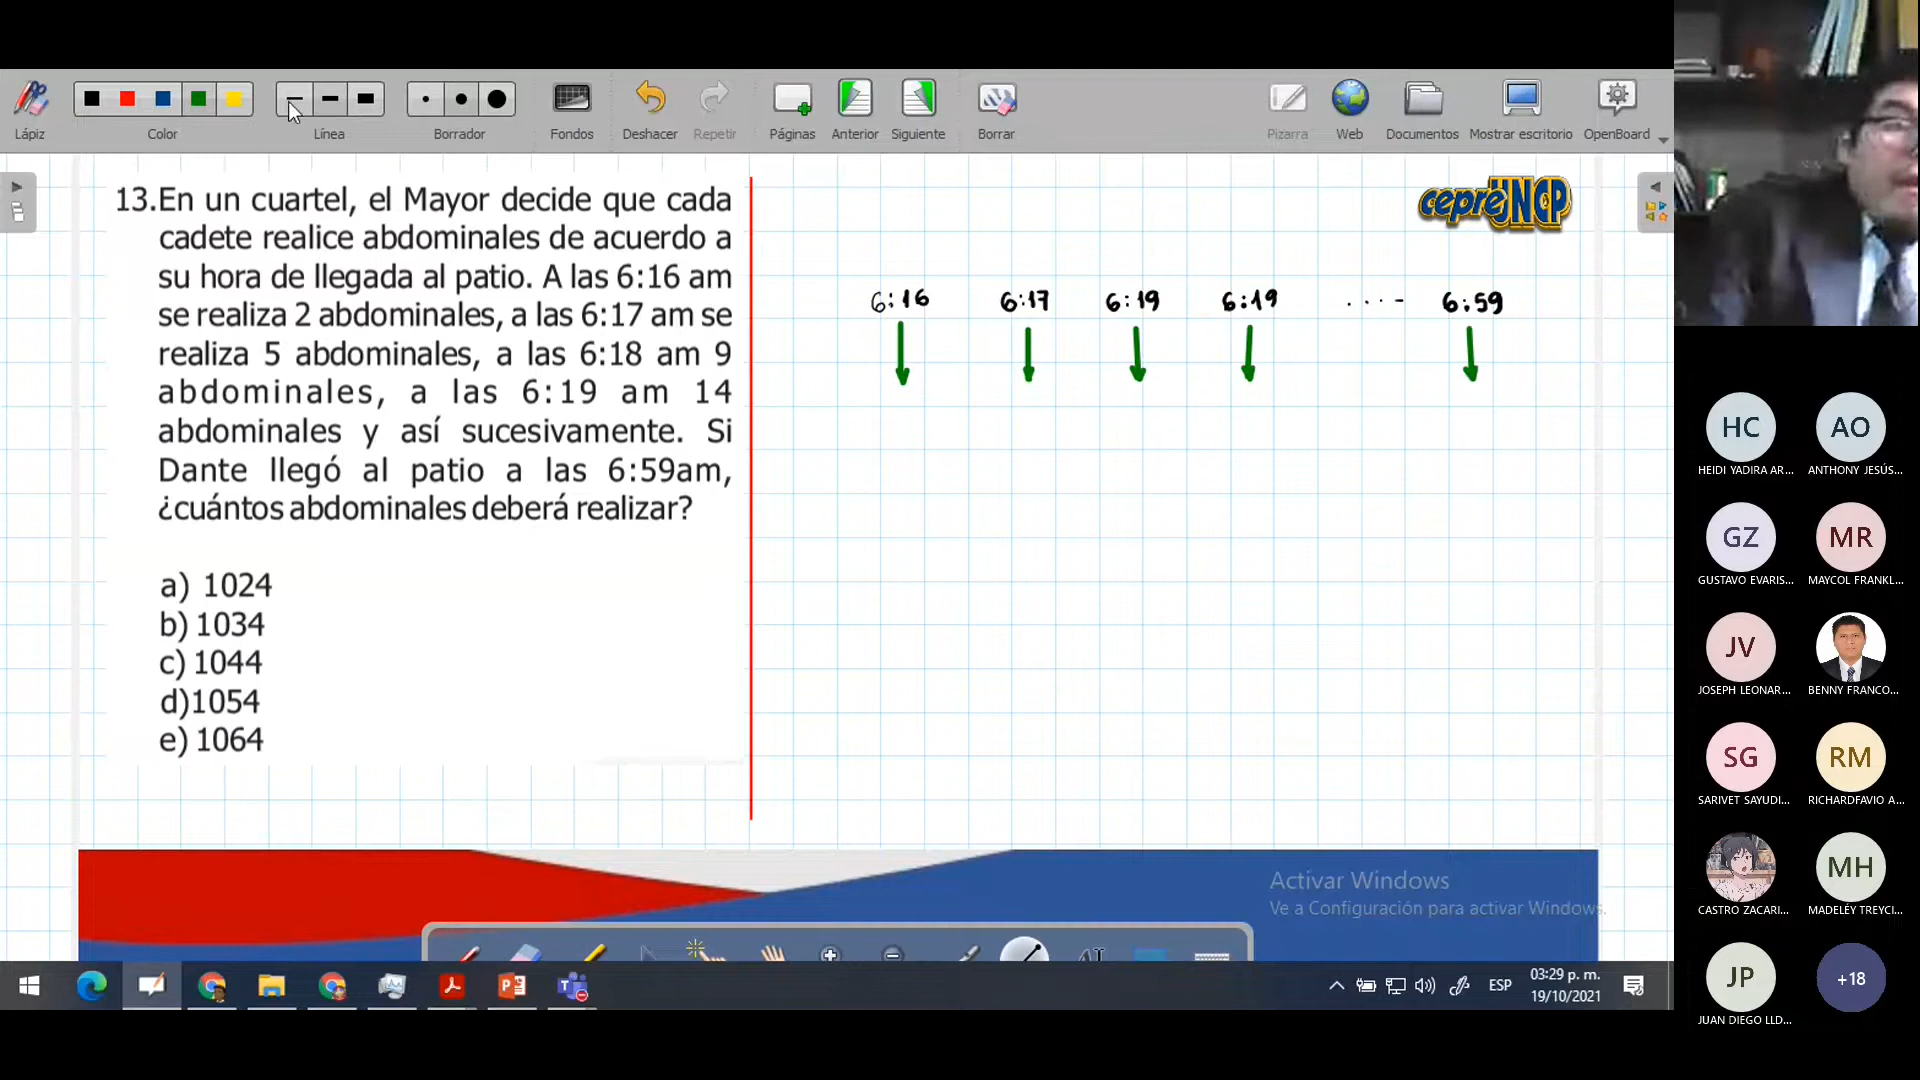 Lápiz
Color
Línea
Borrador
Fondos
Deshacer
Repetir
Páginas
Anterior
Siguiente
Borrar
Pizarra
Web
Documentos
Mostrar escritorio
OpenBoard
13.En un cuartel, el Mayor decide que cada
cadete realice abdominales de acuerdo a
su hora de llegada al patio. A las 6:16 am
se realiza 2 abdominales, a las 6:17 am se
realiza 5 abdominales, a las 6:18 am 9
abdominales, a las 6:19 am 14
abdominales y así sucesivamente. Si
Dante llegó al patio a las 6:59am,
¿cuántos abdominales deberá realizar?
a) 1024
b) 1034
c) 1044
d)1054
e) 1064
cepreUNCP
6:16 6:17 6:19 6:19 ....- 6:59
Activar Windows
Ve a Configuración para activar Windows.
ESP
03:29 p. m.
19/10/2021
HC
HEIDI YADIRA AR...
AO
ANTHONY JESÚS...
GZ
GUSTAVO EVARIS...
MR
MAYCOL FRANKL...
JV
JOSEPH LEONAR...
BENNY FRANCO...
SG
SARIVET SAYUDI...
RM
RICHARDFAVIO A...
CASTRO ZACARI...
MH
MADELÉY TREYCI...
JP
JUAN DIEGO LLD...
+18